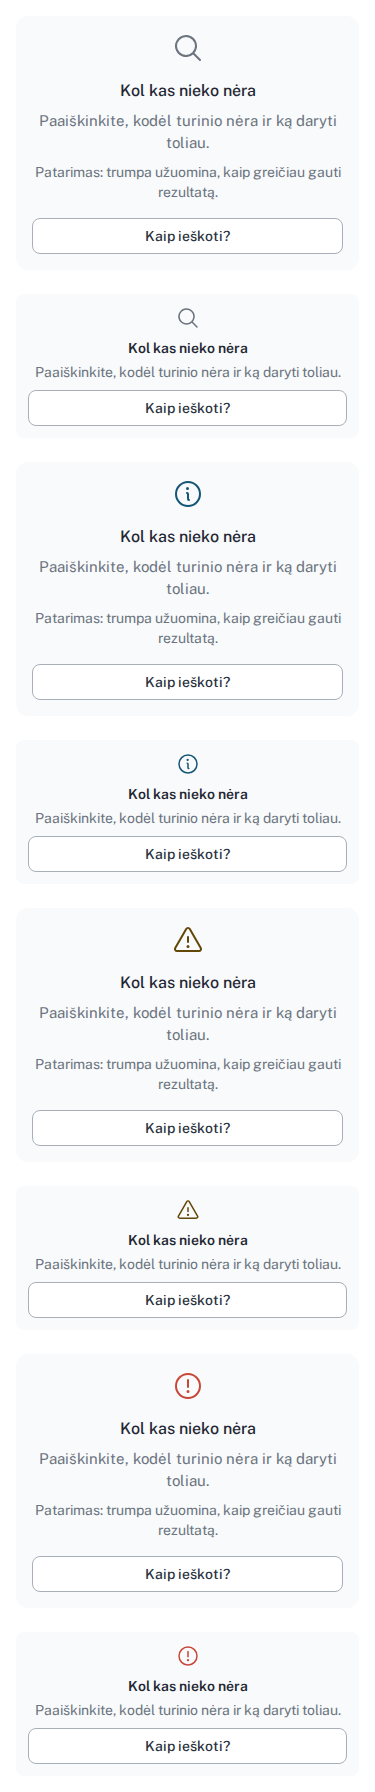 Kol kas nieko nėra
Paaiškinkite, kodėl turinio nėra ir ką daryti
toliau.
Patarimas: trumpa užuomina, kaip greičiau gauti
rezultatą.
Kaip ieškoti?
Kol kas nieko nėra
Paaiškinkite, kodėl turinio nėra ir ką daryti toliau.
Kaip ieškoti?
Kol kas nieko nėra
Paaiškinkite, kodėl turinio nėra ir ką daryti
toliau.
Patarimas: trumpa užuomina, kaip greičiau gauti
rezultatą.
Kaip ieškoti?
Kol kas nieko nėra
Paaiškinkite, kodėl turinio nėra ir ką daryti toliau.
Kaip ieškoti?
Kol kas nieko nėra
Paaiškinkite, kodėl turinio nėra ir ką daryti
toliau.
Patarimas: trumpa užuomina, kaip greičiau gauti
rezultatą.
Kaip ieškoti?
Kol kas nieko nėra
Paaiškinkite, kodėl turinio nėra ir ką daryti toliau.
Kaip ieškoti?
Kol kas nieko nėra
Paaiškinkite, kodėl turinio nėra ir ką daryti
toliau.
Patarimas: trumpa užuomina, kaip greičiau gauti
rezultatą.
Kaip ieškoti?
Kol kas nieko nėra
Paaiškinkite, kodėl turinio nėra ir ką daryti toliau.
Kaip ieškoti?